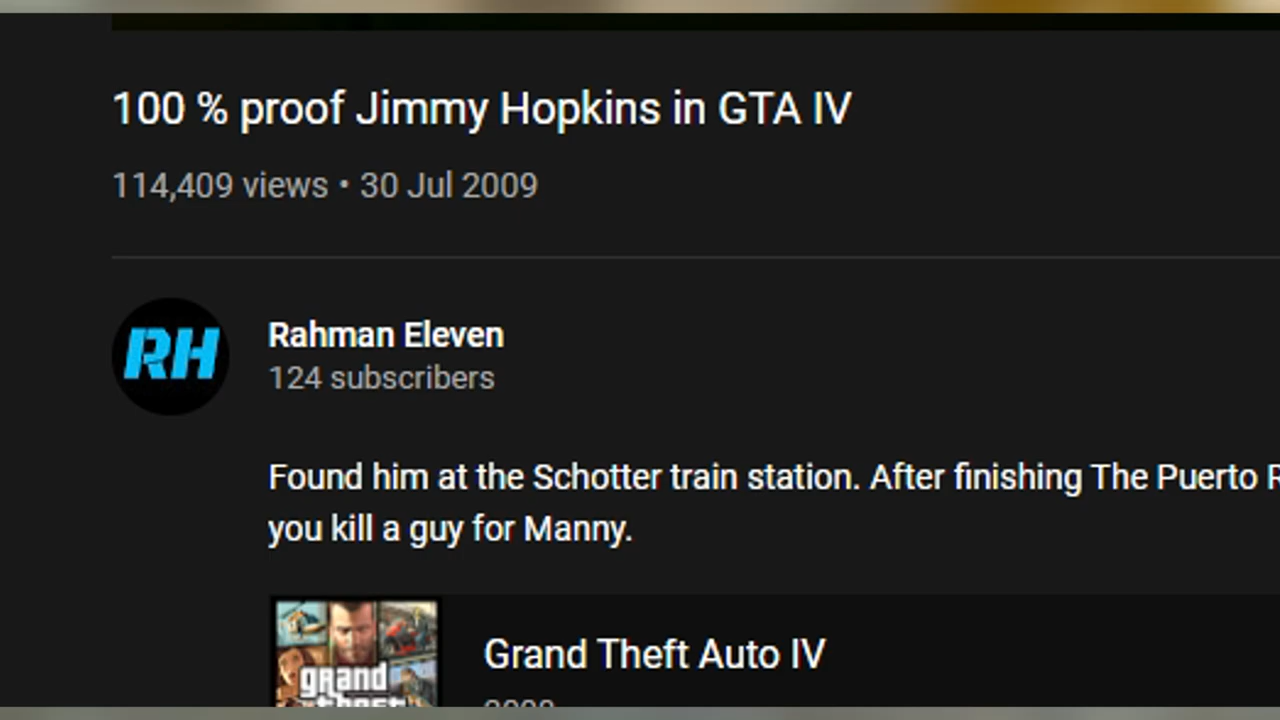 100 % proof Jimmy Hopkins in GTA IV
114,409 views • 30 Jul 2009
RH
Rahman Eleven
124 subscribers
Found him at the Schotter train station. After finishing The Puerto
you kill a guy for Manny.
grand
theft
Grand Theft Auto IV